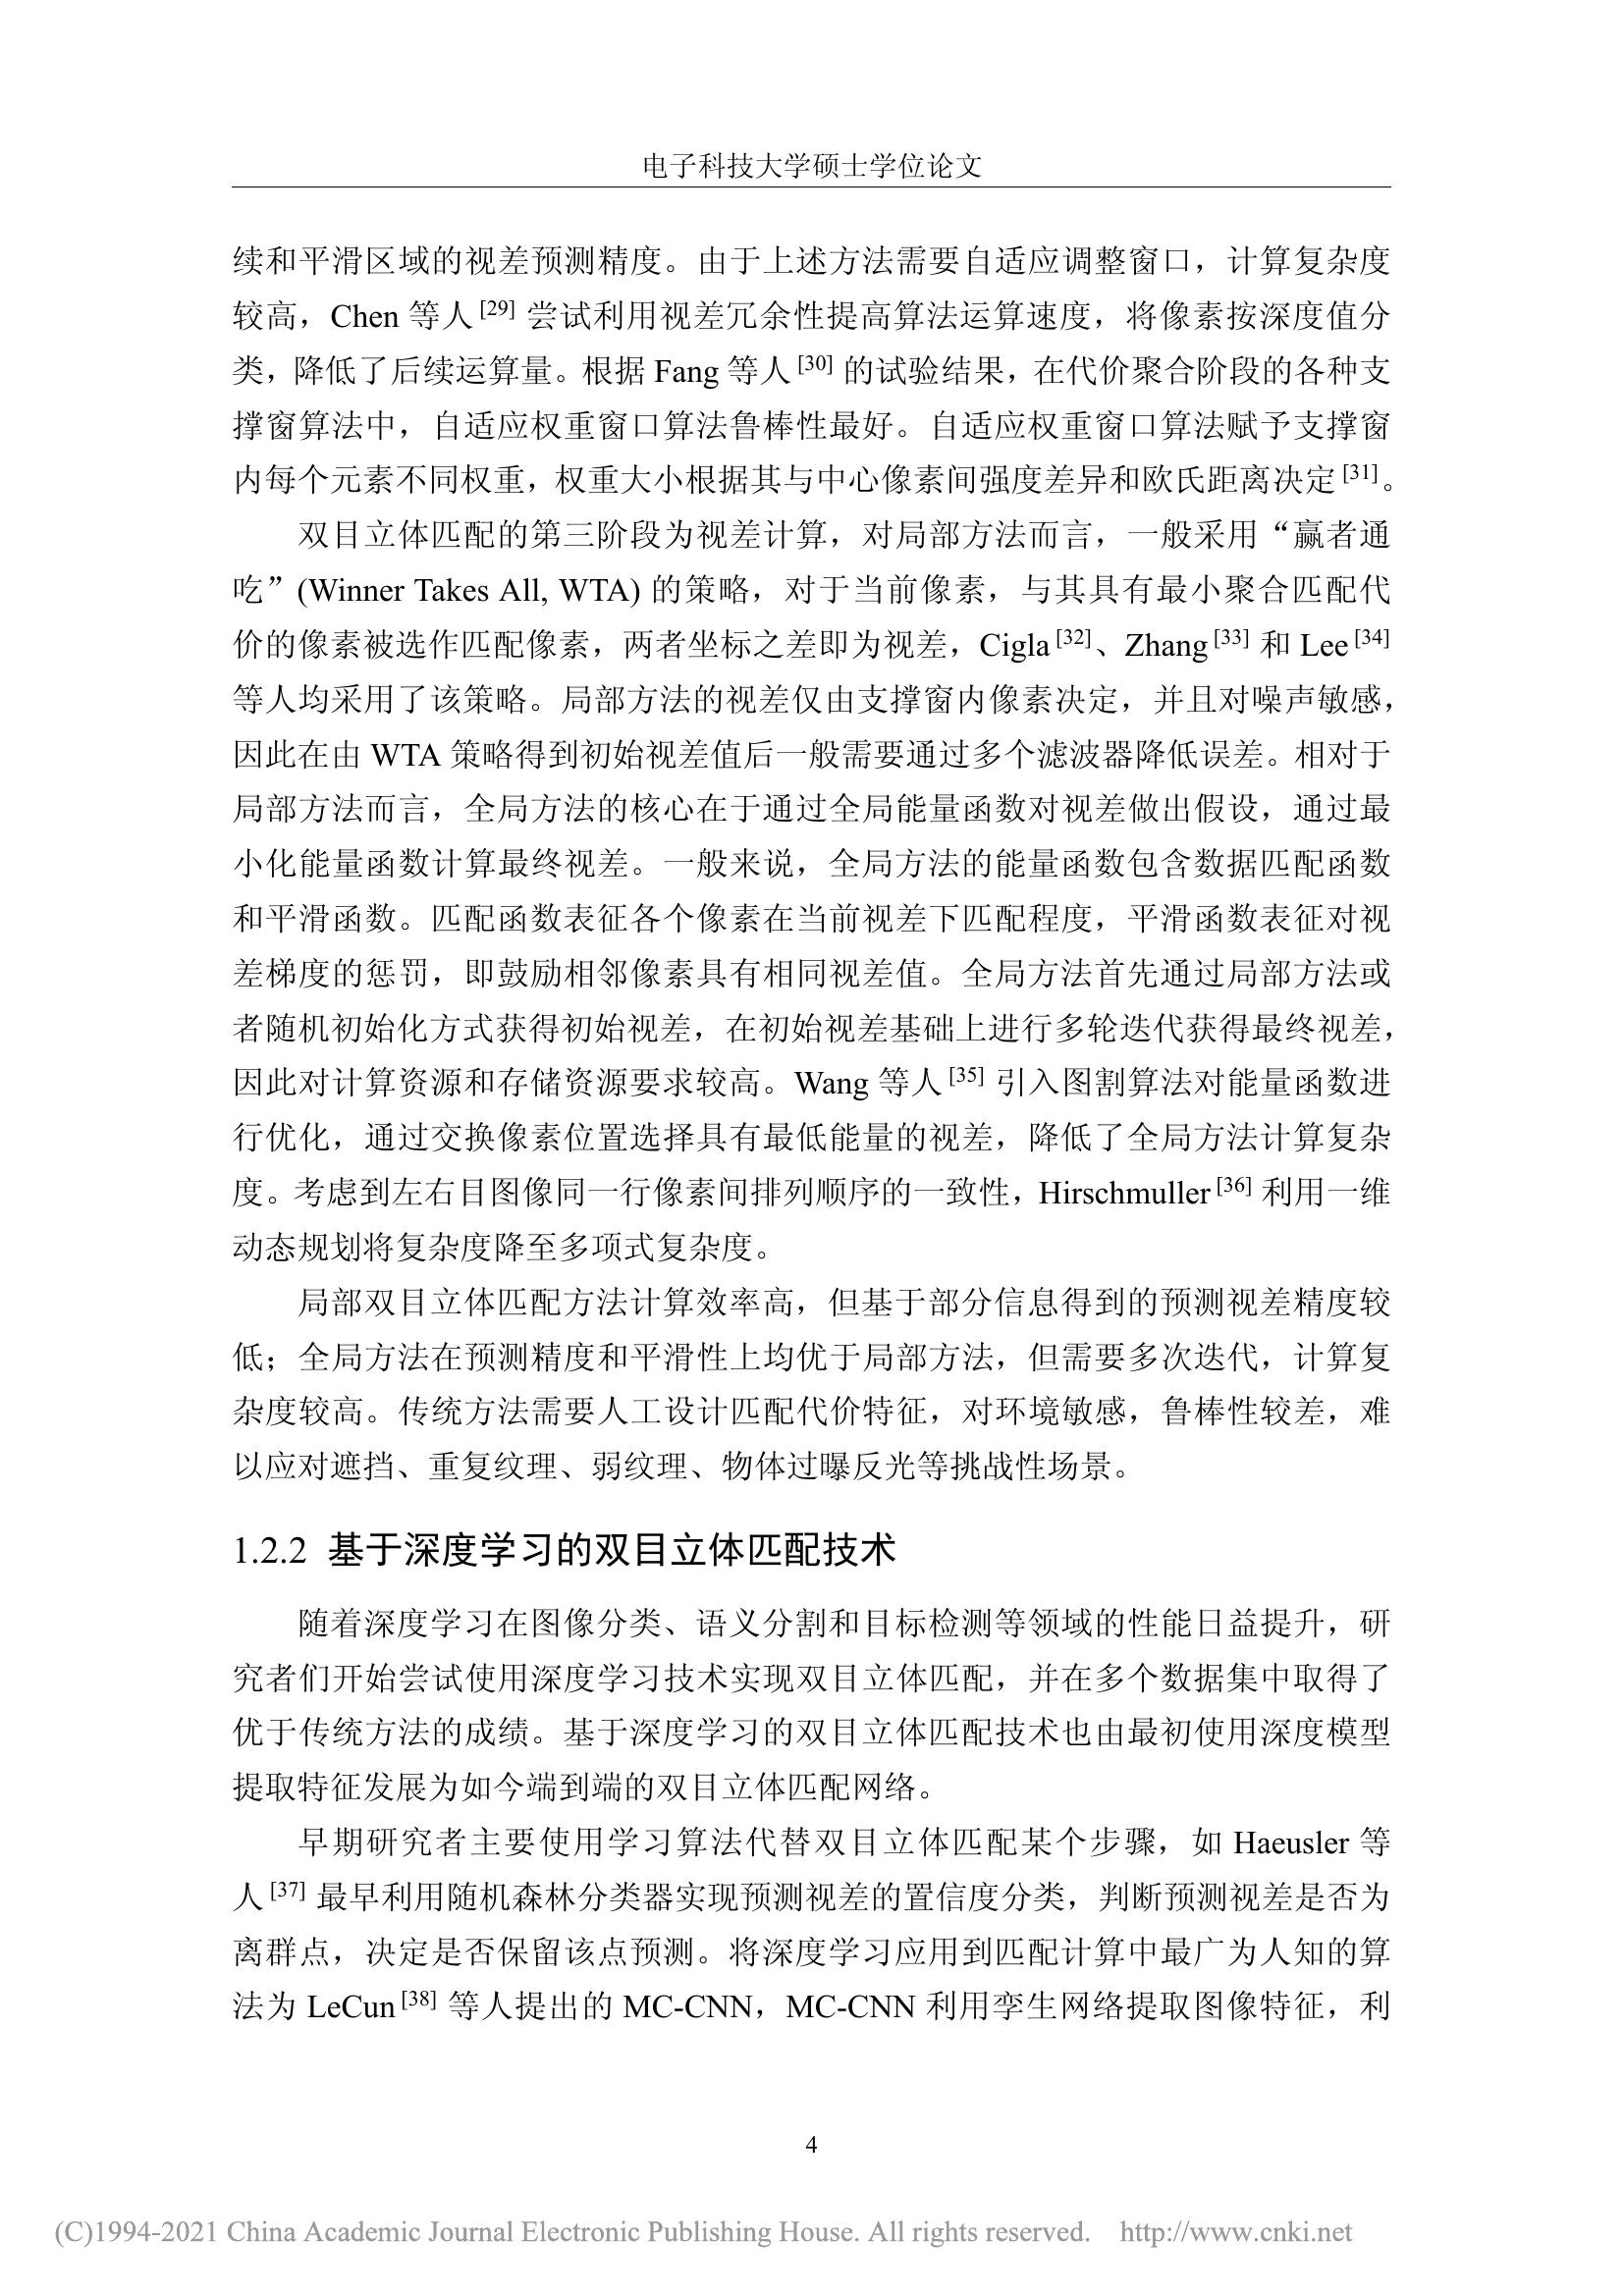 电子科技大学硕士学位论文
续和平滑区域的视差预测精度。由于上述方法需要自适应调整窗口，计算复杂度
较高，Chen 等人 [29] 尝试利用视差冗余性提高算法运算速度，将像素按深度值分
类，降低了后续运算量。根据 Fang 等人 [30] 的试验结果，在代价聚合阶段的各种支
撑窗算法中，自适应权重窗口算法鲁棒性最好。自适应权重窗口算法赋予支撑窗
内每个元素不同权重，权重大小根据其与中心像素间强度差异和欧氏距离决定 [31]。
双目立体匹配的第三阶段为视差计算，对局部方法而言，一般采用“赢者通
吃”(Winner Takes All, WTA) 的策略，对于当前像素，与其具有最小聚合匹配代
价的像素被选作匹配像素，两者坐标之差即为视差，Cigla [32]、Zhang [33] 和 Lee [34]
等人均采用了该策略。局部方法的视差仅由支撑窗内像素决定，并且对噪声敏感，
因此在由 WTA 策略得到初始视差值后一般需要通过多个滤波器降低误差。相对于
局部方法而言，全局方法的核心在于通过全局能量函数对视差做出假设，通过最
小化能量函数计算最终视差。一般来说，全局方法的能量函数包含数据匹配函数
和平滑函数。匹配函数表征各个像素在当前视差下匹配程度，平滑函数表征对视
差梯度的惩罚，即鼓励相邻像素具有相同视差值。全局方法首先通过局部方法或
者随机初始化方式获得初始视差，在初始视差基础上进行多轮迭代获得最终视差，
因此对计算资源和存储资源要求较高。Wang 等人 [35] 引入图割算法对能量函数进
行优化，通过交换像素位置选择具有最低能量的视差，降低了全局方法计算复杂
度。考虑到左右目图像同一行像素间排列顺序的一致性，Hirschmuller [36] 利用一维
动态规划将复杂度降至多项式复杂度。
局部双目立体匹配方法计算效率高，但基于部分信息得到的预测视差精度较
低；全局方法在预测精度和平滑性上均优于局部方法，但需要多次迭代，计算复
杂度较高。传统方法需要人工设计匹配代价特征，对环境敏感，鲁棒性较差，难
以应对遮挡、重复纹理、弱纹理、物体过曝反光等挑战性场景。
1.2.2 基于深度学习的双目立体匹配技术
随着深度学习在图像分类、语义分割和目标检测等领域的性能日益提升，研
究者们开始尝试使用深度学习技术实现双目立体匹配，并在多个数据集中取得了
优于传统方法的成绩。基于深度学习的双目立体匹配技术也由最初使用深度模型
提取特征发展为如今端到端的双目立体匹配网络。
早期研究者主要使用学习算法代替双目立体匹配某个步骤，如 Haeusler 等
人 [37] 最早利用随机森林分类器实现预测视差的置信度分类，判断预测视差是否为
离群点，决定是否保留该点预测。将深度学习应用到匹配计算中最广为人知的算
法为 LeCun [38] 等人提出的 MC-CNN，MC-CNN 利用孪生网络提取图像特征，利
4
(C)1994-2021 China Academic Journal Electronic Publishing House. All rights reserved. http://www.cnki.net